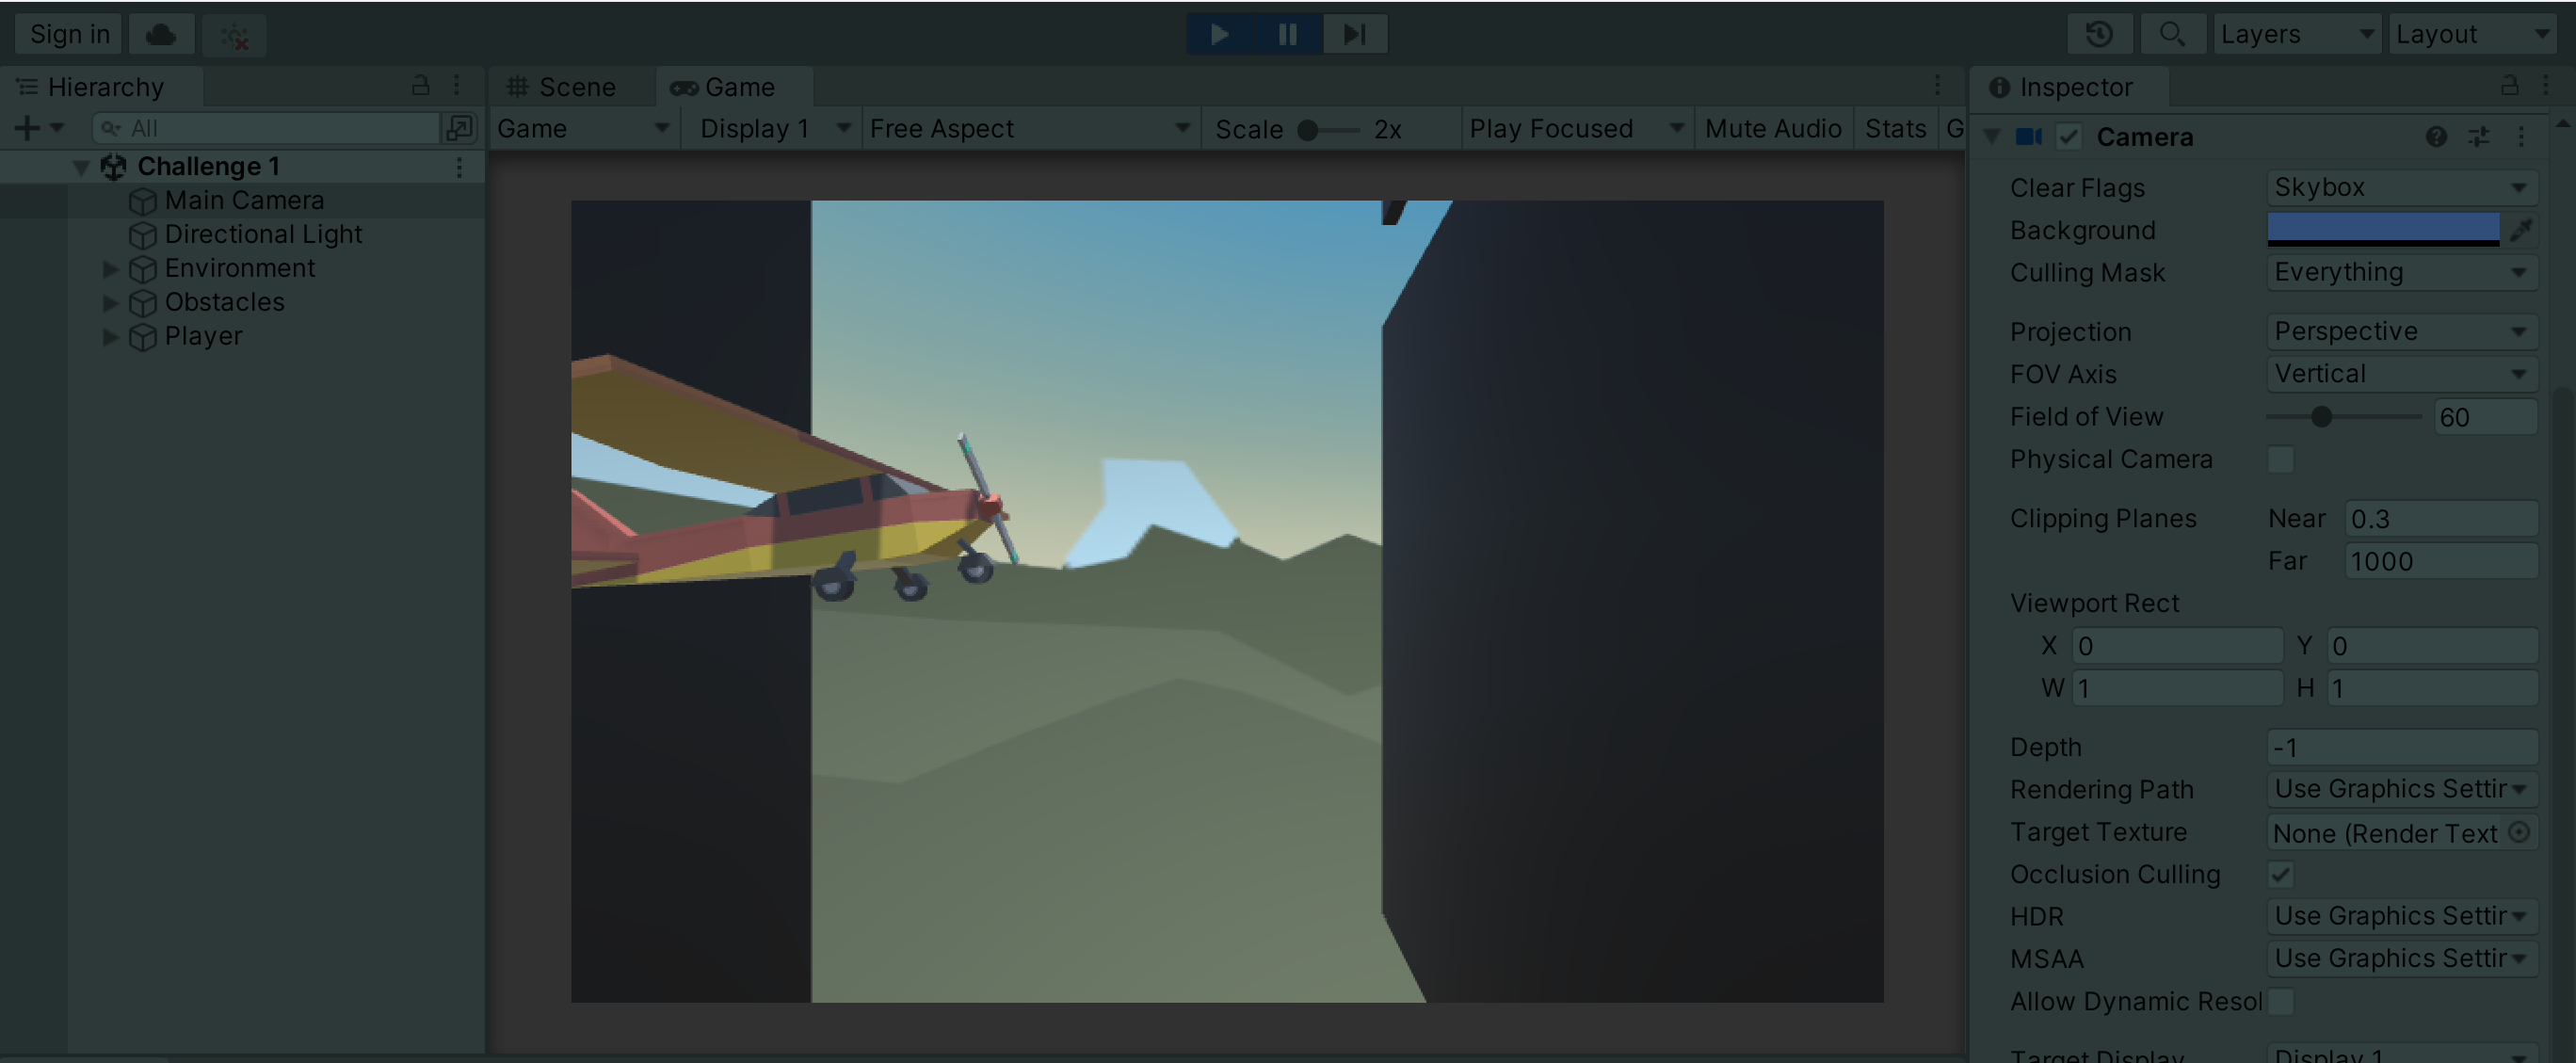 Sign in
Layers
Layout
Hierarchy
Scene
Game
Inspector
All
Game
Display 1
Free Aspect
Scale
2x
Play Focused
Mute Audio
Stats
G
Challenge 1
Main Camera
Directional Light
Environment
Obstacles
Player
Camera
Clear Flags
Skybox
Background
Culling Mask
Everything
Projection
Perspective
FOV Axis
Vertical
Field of View
60
Physical Camera
Clipping Planes
Near
0.3
Far
1000
Viewport Rect
X 0 Y 0
W 1 H 1
Depth
-1
Rendering Path
Use Graphics Settir
Target Texture
None (Render Text
Occlusion Culling
HDR
Use Graphics Settir
MSAA
Use Graphics Settir
Allow Dynamic Resol
Target Display
Display 1